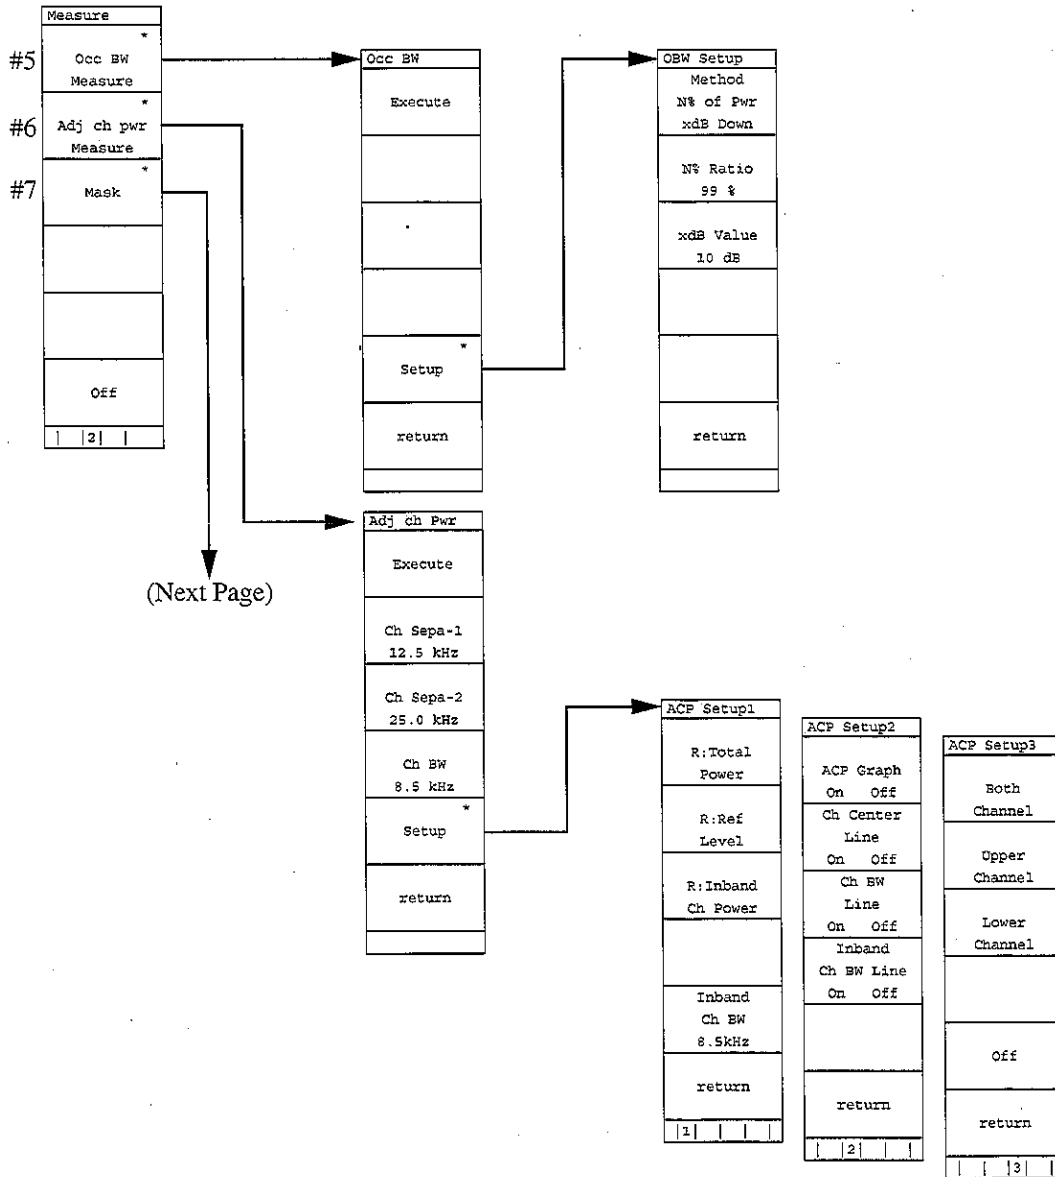 Measure
#5
*
Occ BW
Measure
#6
*
Adj ch pwr
Measure
#7
*
Mask
Off
| |2| |
(Next Page)
Occ BW
Execute
*
Setup
return
OBW Setup
Method
N% of Pwr
xdB Down
N% Ratio
99 %
xdB Value
10 dB
return
Adj ch Pwr
Execute
Ch Sepa-1
12.5 kHz
Ch Sepa-2
25.0 kHz
Ch BW
8.5 kHz
*
Setup
return
ACP Setup1
R:Total
Power
R:Ref
Level
R:Inband
Ch Power
Inband
Ch BW
8.5kHz
return
|1| | | |
ACP Setup2
ACP Graph
On Off
Ch Center
Line
On Off
Ch BW
Line
On Off
Inband
Ch BW Line
On Off
return
| |2| | |
ACP Setup3
Both
Channel
Upper
Channel
Lower
Channel
Off
return
| | |3| |